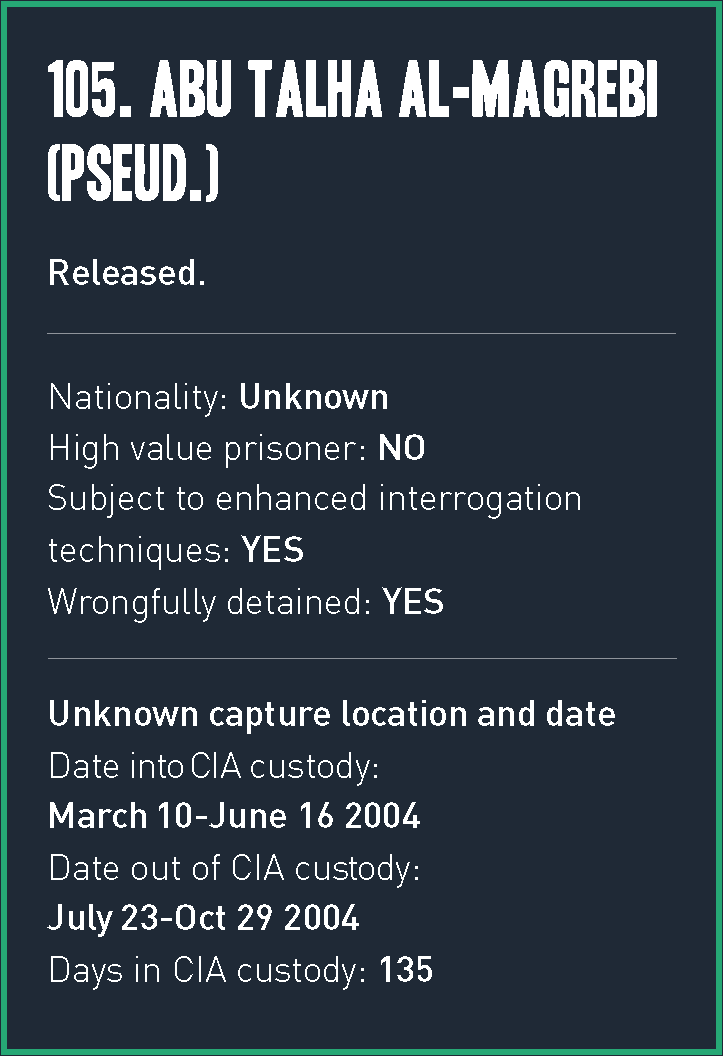 105. ABU TALHA AL-MAGREBI
(PSEUD.)
Released.
Nationality: Unknown
High value prisoner: NO
Subject to enhanced interrogation
techniques: YES
Wrongfully detained: YES
Unknown capture location and date
Date into CIA custody:
March 10-June 16 2004
Date out of CIA custody:
July 23-Oct 29 2004
Days in CIA custody: 135